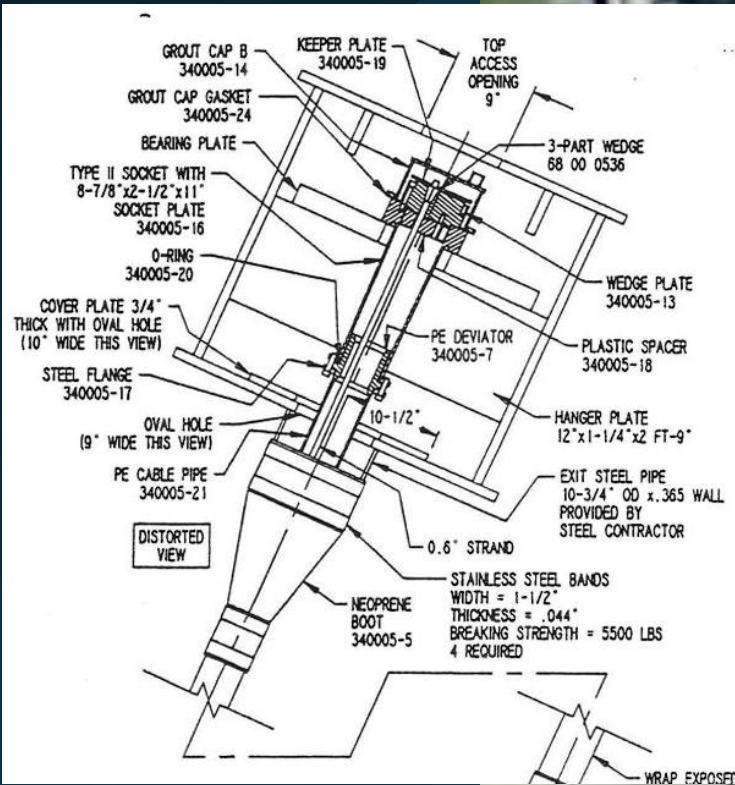 GROUT CAP B
340005-14
KEEPER PLATE
340005-19
TOP
ACCESS
OPENING
9"
GROUT CAP GASKET
340005-24
BEARING PLATE
3-PART WEDGE
68 00 0536
TYPE II SOCKET WITH
8-7/8"x2-1/2"x11"
SOCKET PLATE
340005-16
O-RING
340005-20
WEDGE PLATE
340005-13
COVER PLATE 3/4"
THICK WITH OVAL HOLE
(10" WIDE THIS VIEW)
PE DEVIATOR
340005-7
PLASTIC SPACER
340005-18
STEEL FLANGE
340005-17
10-1/2"
OVAL HOLE
(9" WIDE THIS VIEW)
HANGER PLATE
12"x1-1/4"x2 FT-9"
PE CABLE PIPE
340005-21
EXIT STEEL PIPE
10-3/4" OD x.365 WALL
PROVIDED BY
STEEL CONTRACTOR
DISTORTED
VIEW
0.6" STRAND
STAINLESS STEEL BANDS
WIDTH = 1-1/2"
THICKNESS = .044"
BREAKING STRENGTH = 5500 LBS
4 REQUIRED
NEOPRENE
BOOT
340005-5
WRAP EXPOSED